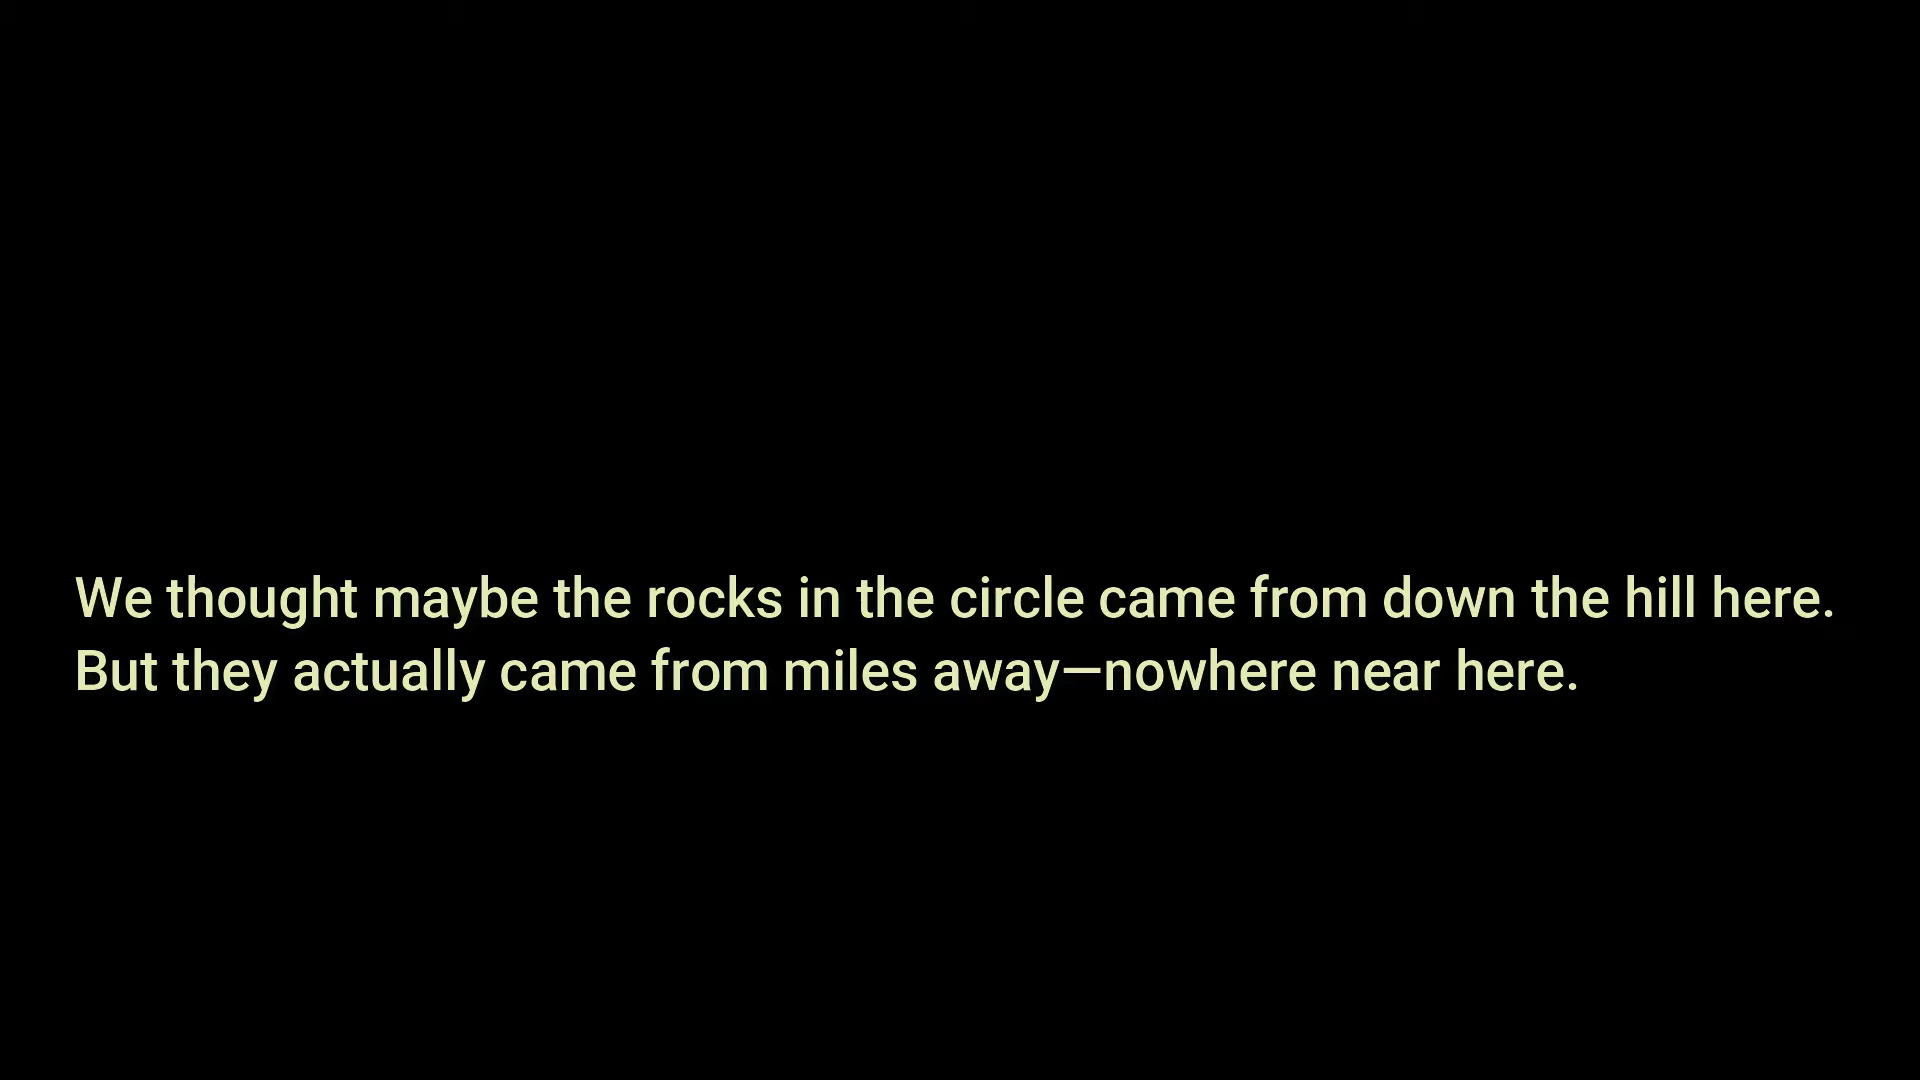 We thought maybe the rocks in the circle came from down the hill here.
But they actually came from miles away—nowhere near here.